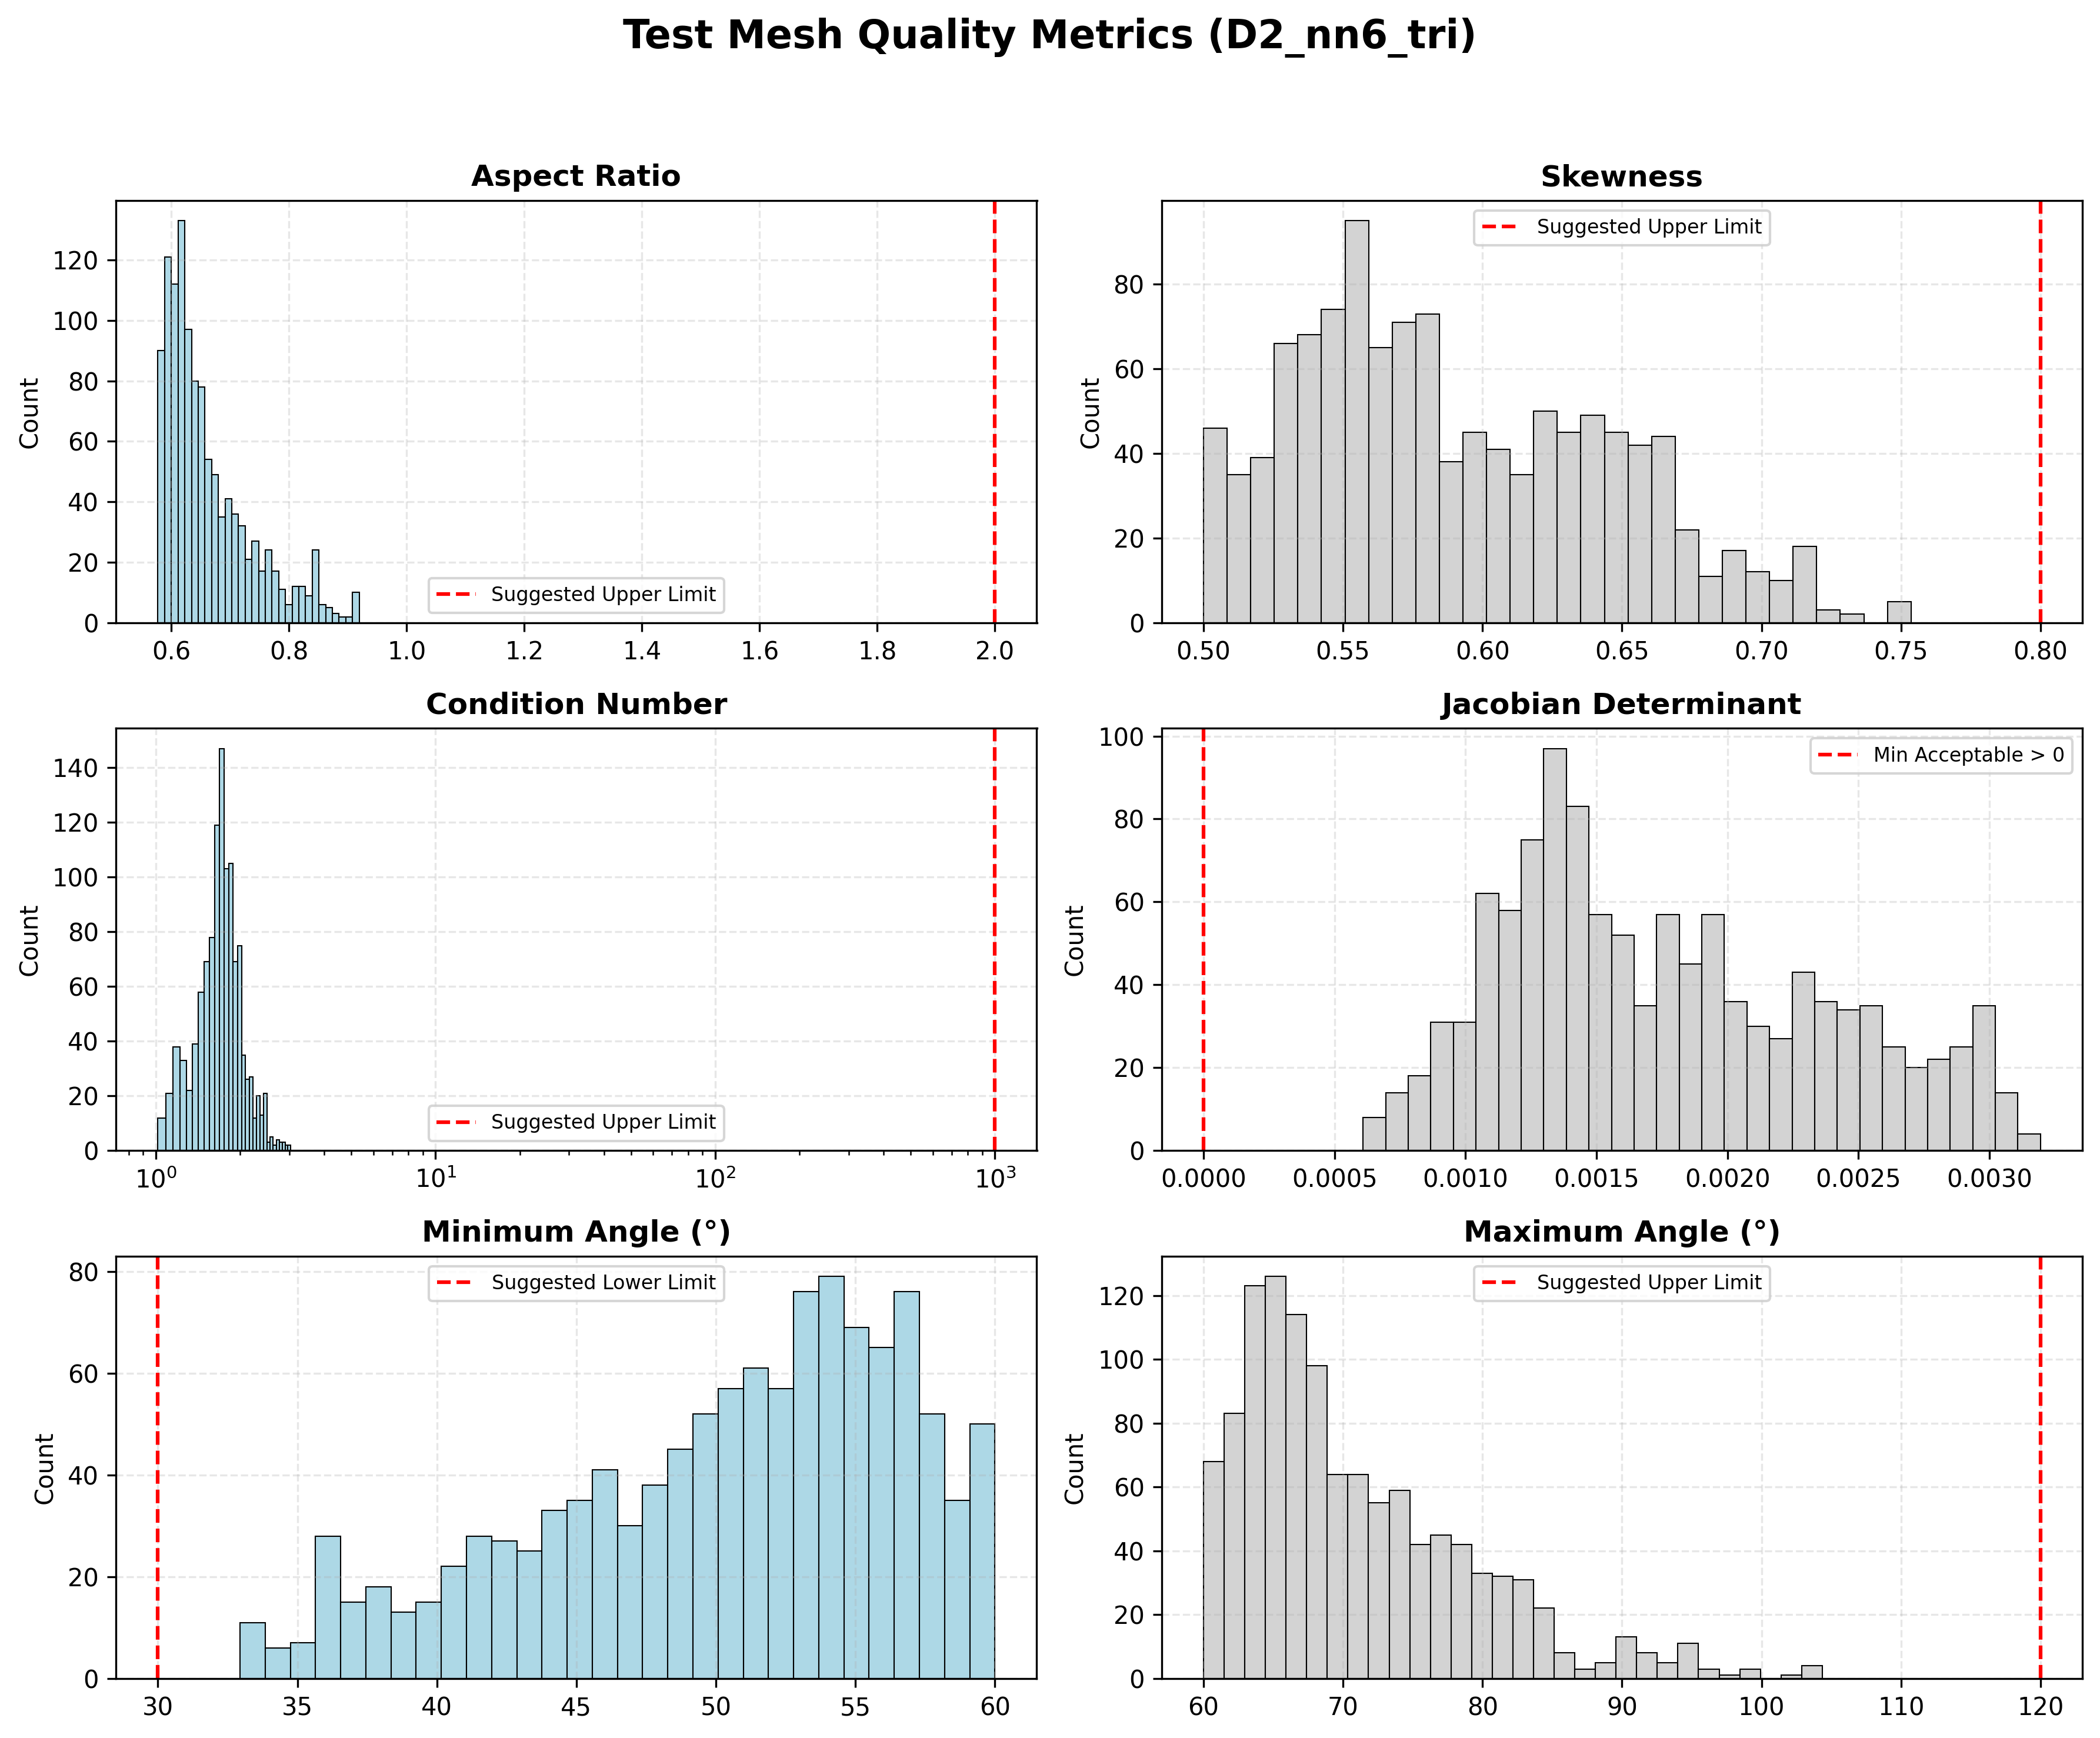 Test Mesh Quality Metrics (D2_nn6_tri)
Aspect Ratio
Count
120
100
80
60
40
20
0
0.6 0.8 1.0 1.2 1.4 1.6 1.8 2.0
Suggested Upper Limit
Skewness
Count
80
60
40
20
0
0.50 0.55 0.60 0.65 0.70 0.75 0.80
Suggested Upper Limit
Condition Number
Count
140
120
100
80
60
40
20
0
10⁰ 10¹ 10² 10³
Suggested Upper Limit
Jacobian Determinant
Count
100
80
60
40
20
0
0.0000 0.0005 0.0010 0.0015 0.0020 0.0025 0.0030
Min Acceptable > 0
Minimum Angle (°)
Count
80
60
40
20
0
30 35 40 45 50 55 60
Suggested Lower Limit
Maximum Angle (°)
Count
120
100
80
60
40
20
0
60 70 80 90 100 110 120
Suggested Upper Limit